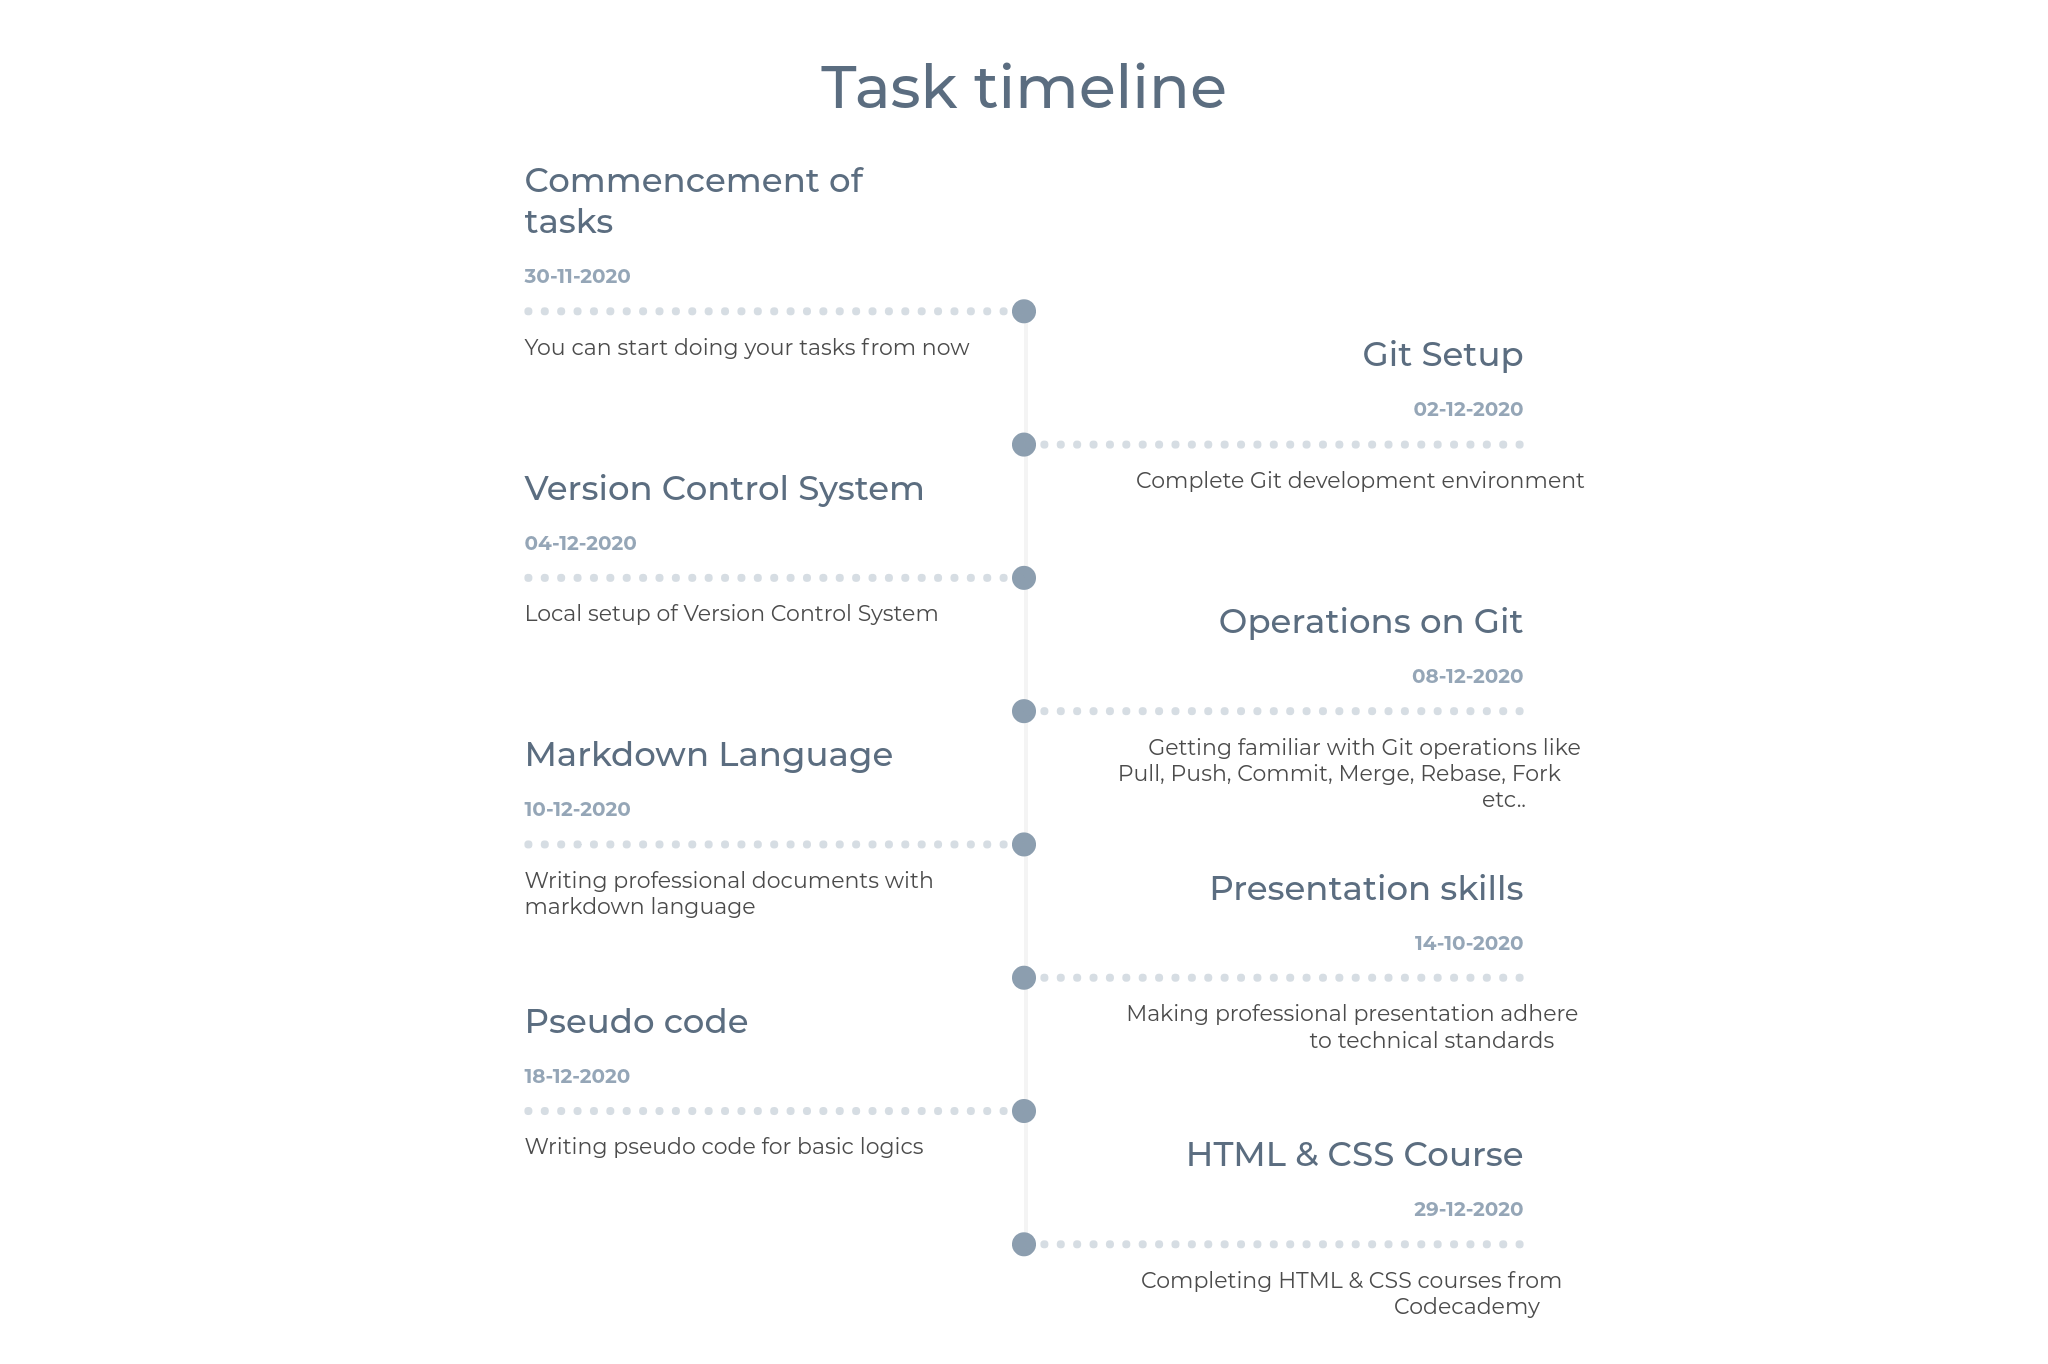 Task timeline
Commencement of
tasks
30-11-2020
You can start doing your tasks from now
Git Setup
02-12-2020
Complete Git development environment
Version Control System
04-12-2020
Local setup of Version Control System
Operations on Git
08-12-2020
Getting familiar with Git operations like
Pull, Push, Commit, Merge, Rebase, Fork
etc..
Markdown Language
10-12-2020
Writing professional documents with
markdown language
Presentation skills
14-10-2020
Making professional presentation adhere
to technical standards
Pseudo code
18-12-2020
Writing pseudo code for basic logics
HTML & CSS Course
29-12-2020
Completing HTML & CSS courses from
Codecademy